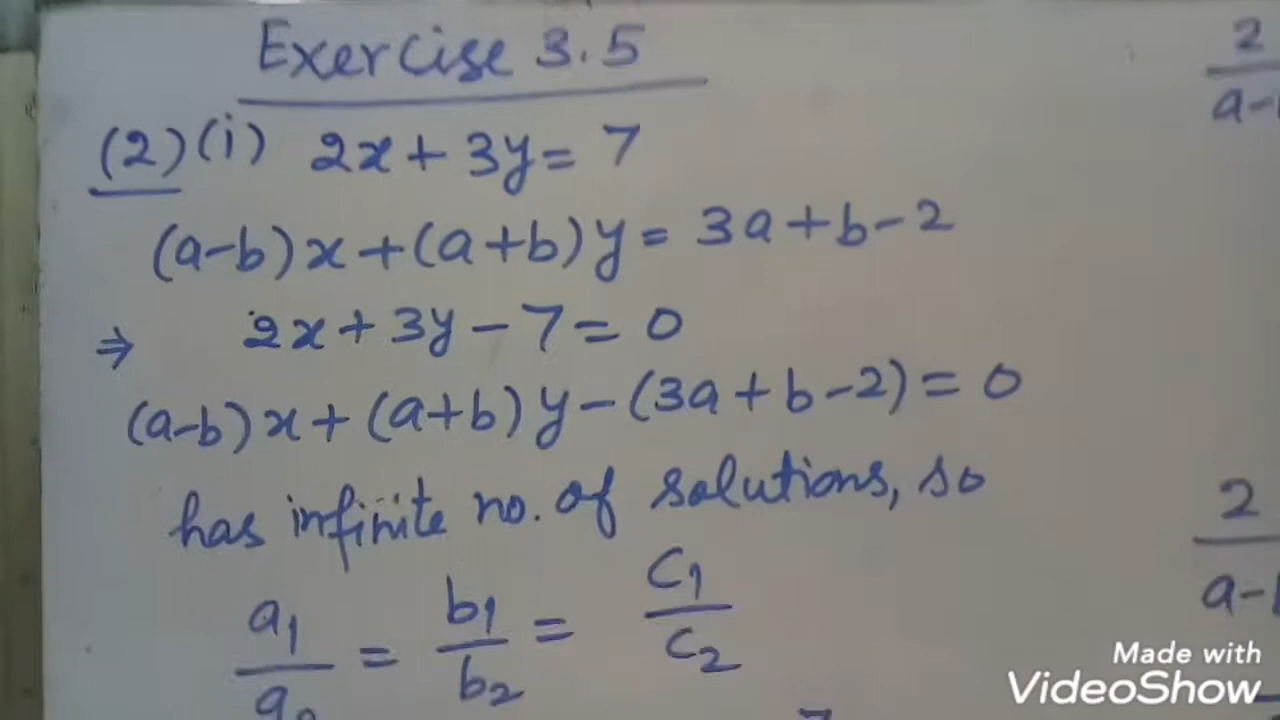 Exercise 3.5
(2) (i) 2x + 3y = 7
(a-b)x + (a+b)y = 3a + b - 2
⇒ 2x + 3y - 7 = 0
(a-b)x + (a+b)y - (3a + b - 2) = 0
has infinite no. of solutions, so
a₁ = b₁ = c₁
b₂ c₂
2
a-
2
a-
Made with
VideoShow